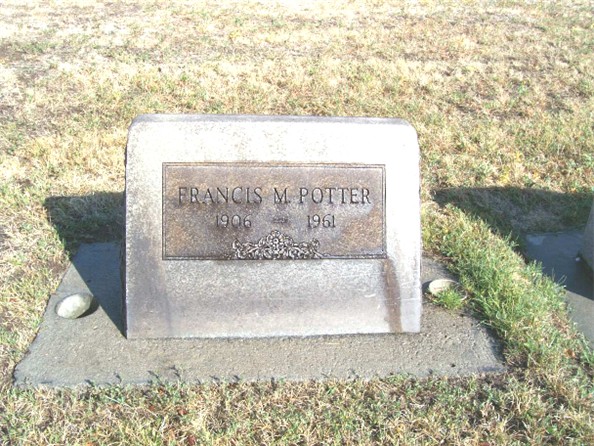 FRANCIS M. POTTER
1906 — 1961